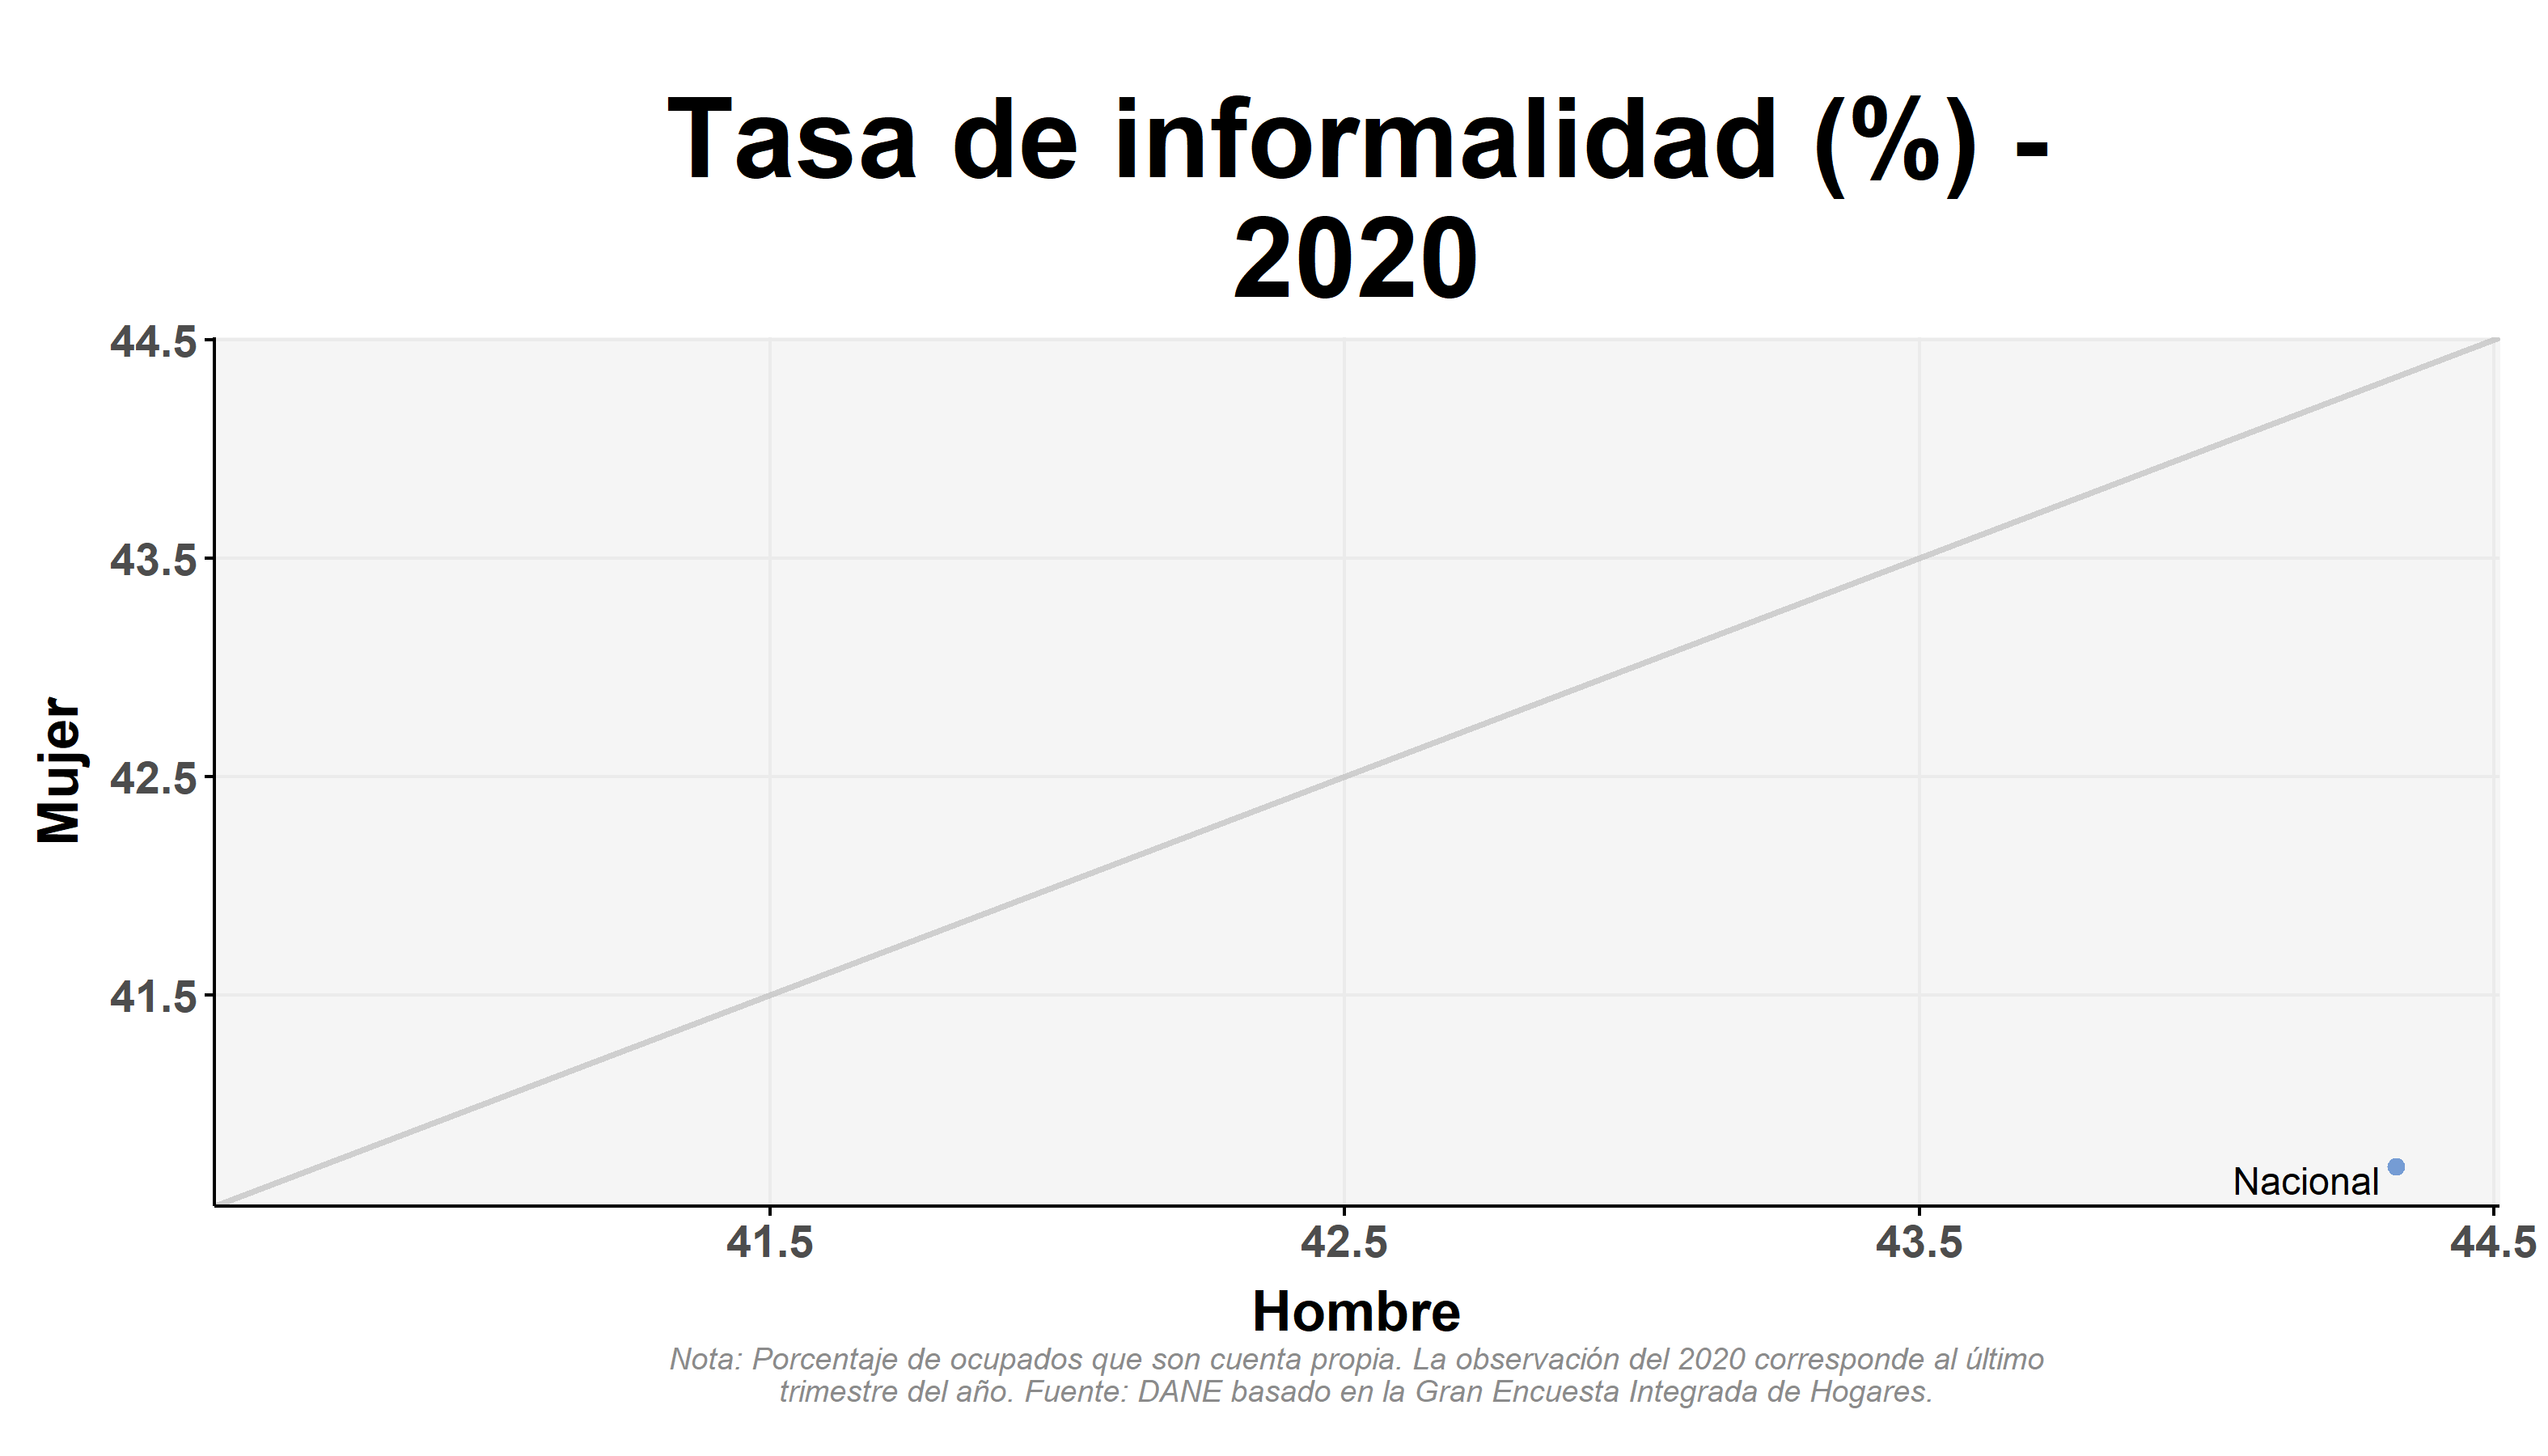 Tasa de informalidad (%) -
2020
44.5
43.5
42.5
41.5
Mujer
Nacional
41.5 42.5 43.5 44.5
Hombre
Nota: Porcentaje de ocupados que son cuenta propia. La observación del 2020 corresponde al último
trimestre del año. Fuente: DANE basado en la Gran Encuesta Integrada de Hogares.